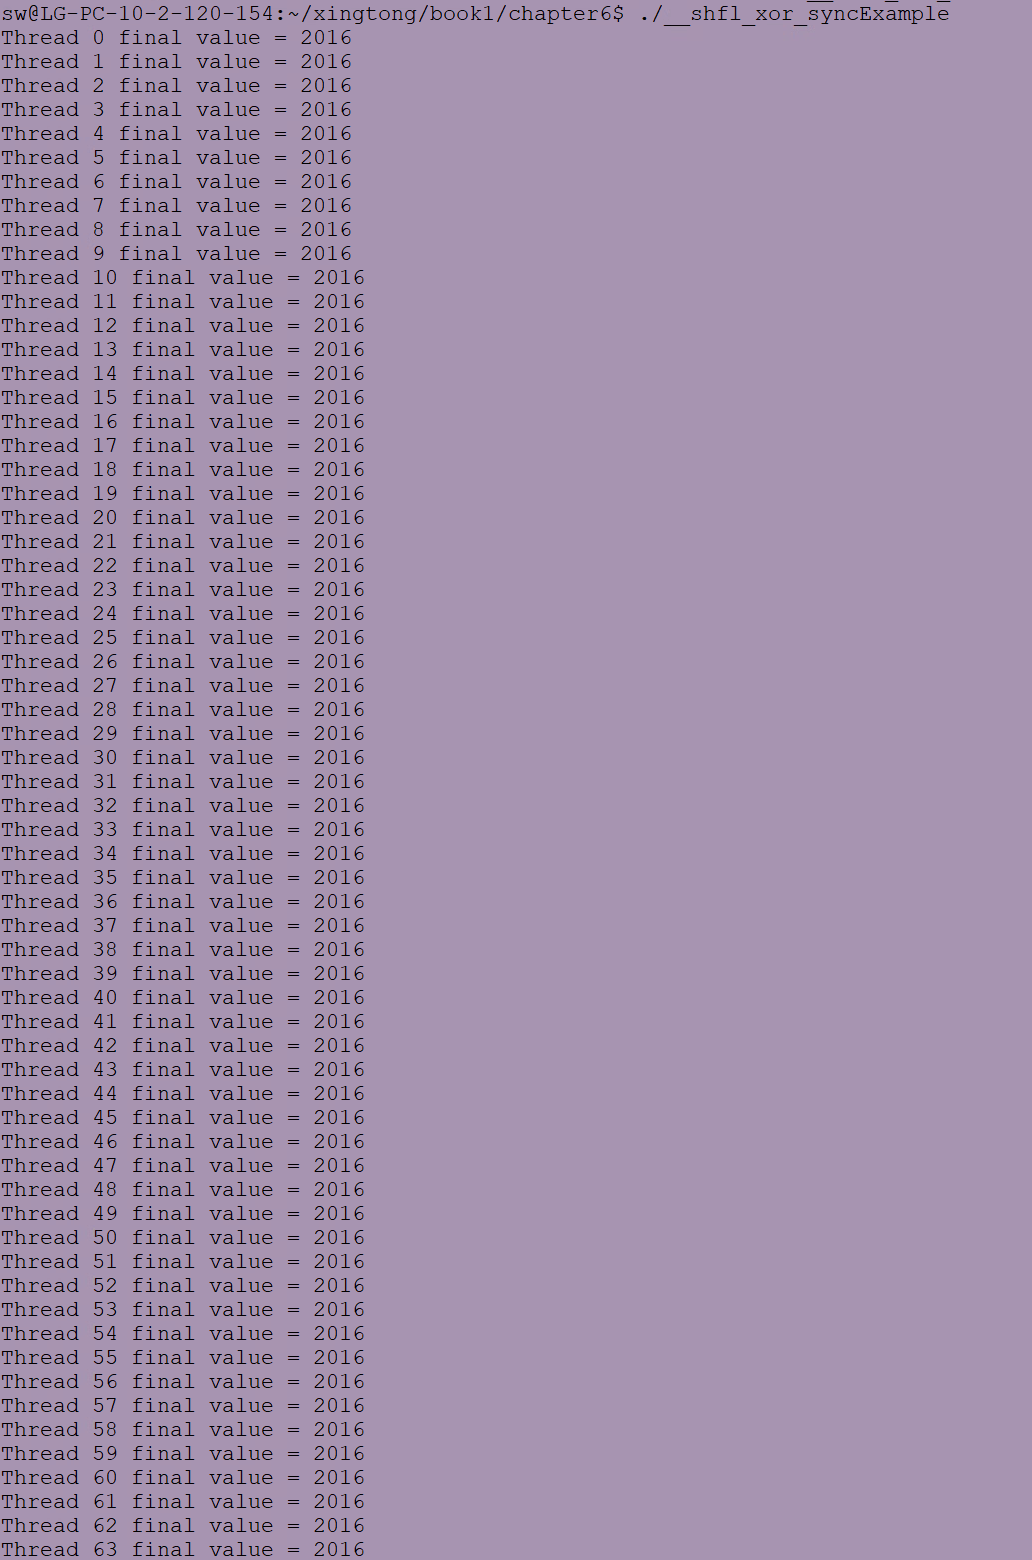 sw@LG-PC-10-2-120-154:~/xingtong/book1/chapter6$ ./__shfl_xor_syncExample
Thread 0 final value = 2016
Thread 1 final value = 2016
Thread 2 final value = 2016
Thread 3 final value = 2016
Thread 4 final value = 2016
Thread 5 final value = 2016
Thread 6 final value = 2016
Thread 7 final value = 2016
Thread 8 final value = 2016
Thread 9 final value = 2016
Thread 10 final value = 2016
Thread 11 final value = 2016
Thread 12 final value = 2016
Thread 13 final value = 2016
Thread 14 final value = 2016
Thread 15 final value = 2016
Thread 16 final value = 2016
Thread 17 final value = 2016
Thread 18 final value = 2016
Thread 19 final value = 2016
Thread 20 final value = 2016
Thread 21 final value = 2016
Thread 22 final value = 2016
Thread 23 final value = 2016
Thread 24 final value = 2016
Thread 25 final value = 2016
Thread 26 final value = 2016
Thread 27 final value = 2016
Thread 28 final value = 2016
Thread 29 final value = 2016
Thread 30 final value = 2016
Thread 31 final value = 2016
Thread 32 final value = 2016
Thread 33 final value = 2016
Thread 34 final value = 2016
Thread 35 final value = 2016
Thread 36 final value = 2016
Thread 37 final value = 2016
Thread 38 final value = 2016
Thread 39 final value = 2016
Thread 40 final value = 2016
Thread 41 final value = 2016
Thread 42 final value = 2016
Thread 43 final value = 2016
Thread 44 final value = 2016
Thread 45 final value = 2016
Thread 46 final value = 2016
Thread 47 final value = 2016
Thread 48 final value = 2016
Thread 49 final value = 2016
Thread 50 final value = 2016
Thread 51 final value = 2016
Thread 52 final value = 2016
Thread 53 final value = 2016
Thread 54 final value = 2016
Thread 55 final value = 2016
Thread 56 final value = 2016
Thread 57 final value = 2016
Thread 58 final value = 2016
Thread 59 final value = 2016
Thread 60 final value = 2016
Thread 61 final value = 2016
Thread 62 final value = 2016
Thread 63 final value = 2016